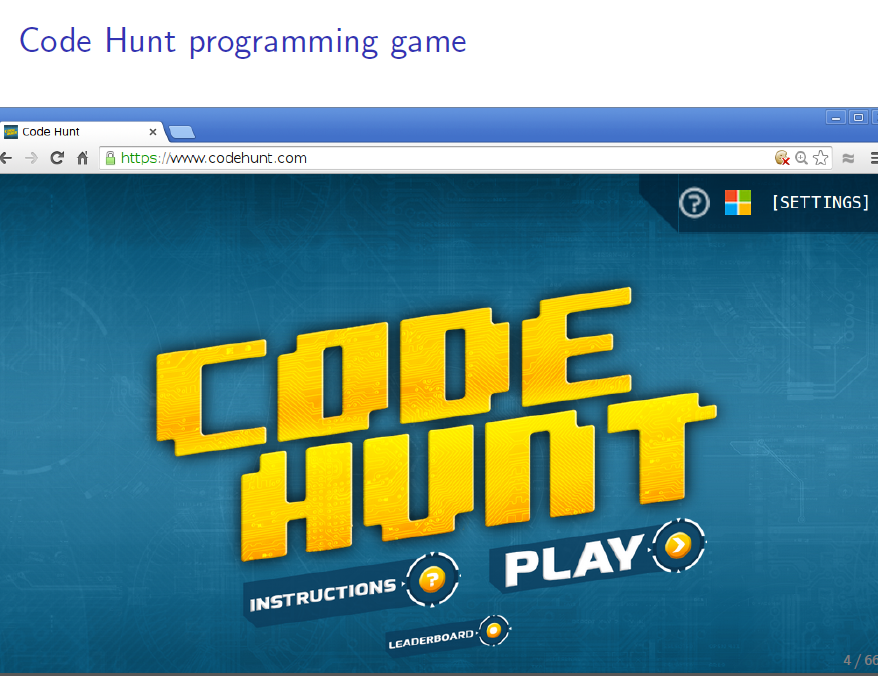 Code Hunt programming game
Code Hunt
https://www.codehunt.com
[SETTINGS]
CODE
HUNT
INSTRUCTIONS
PLAY
LEADERBOARD
4 / 66